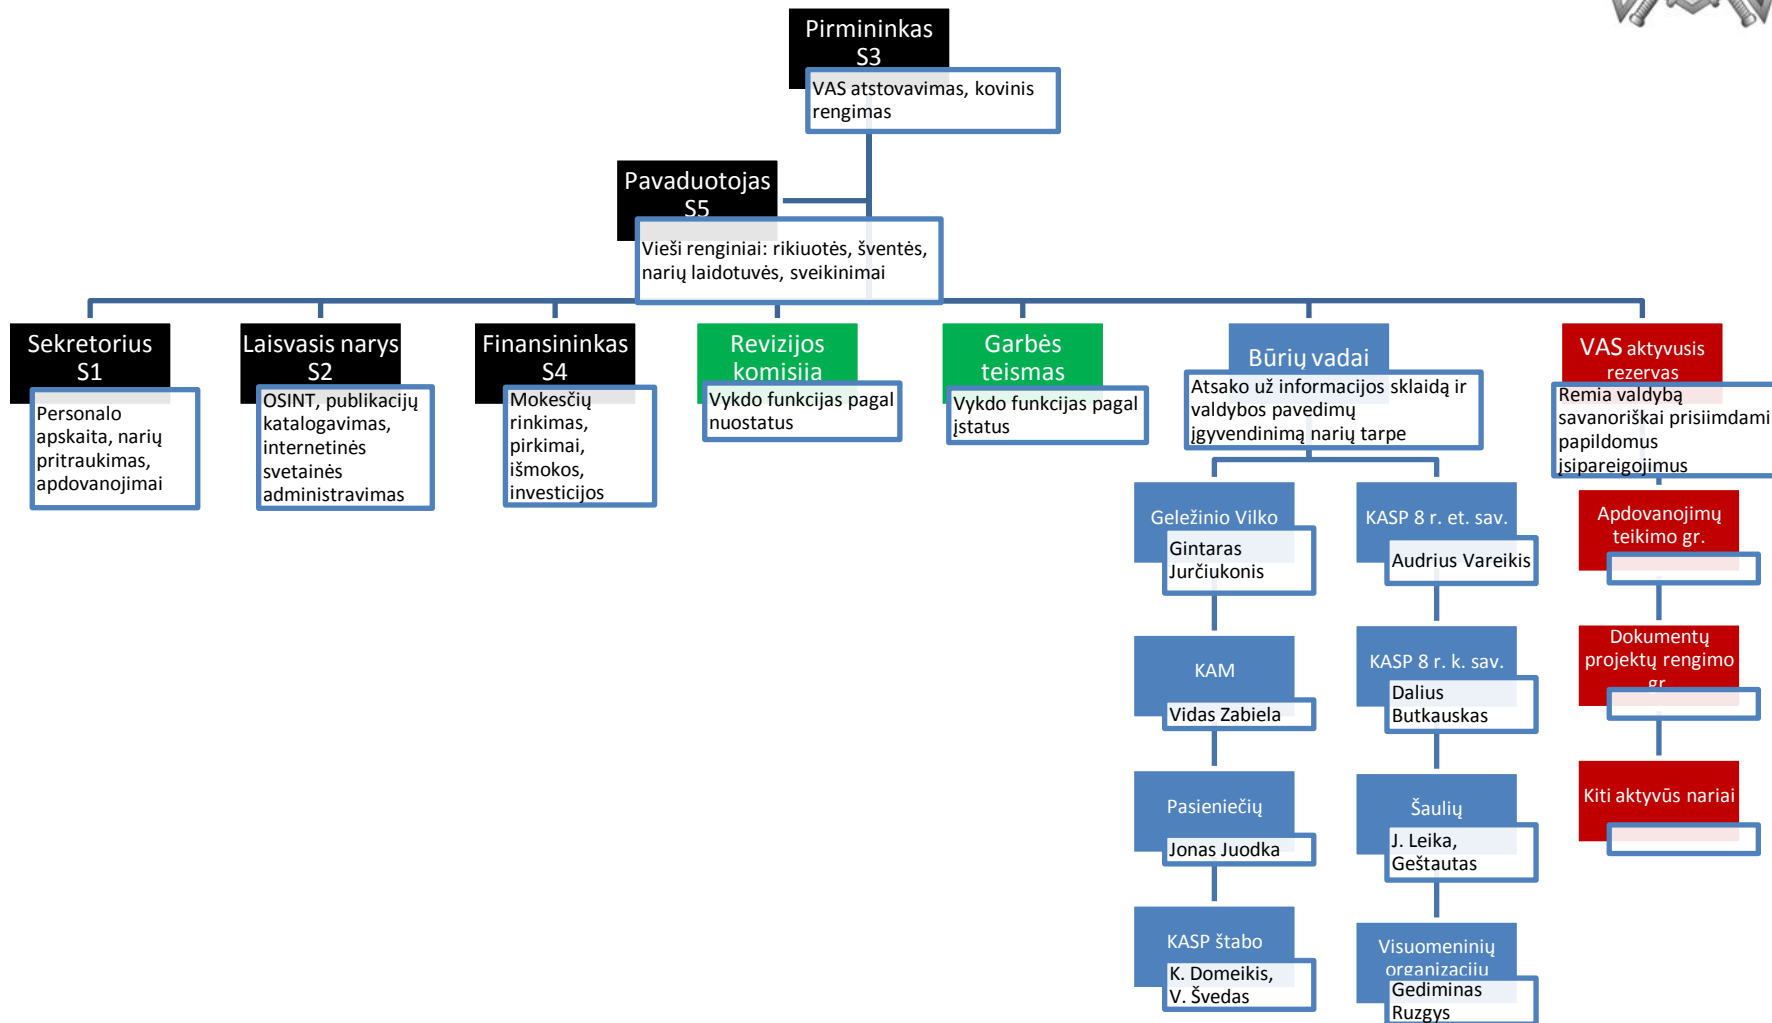 Pirmininkas
S3
VAS atstovavimas, kovinis
rengimas
Pavaduotojas
S5
Vieši renginiai: rikiuotės, šventės,
narių laidotuvės, sveikinimai
Sekretorius
S1
Personalo
apskaita, narių
pritraukimas,
apdovanojimai
Laisvasis narys
S2
OSINT, publikacijų
katalogavimas,
internetinės
svetainės
administravimas
Finansininkas
S4
Mokesčių
rinkimas,
pirkimai,
išmokos,
investicijos
Revizijos
komisija
Vykdo funkcijas pagal
nuostatus
Garbės
teismas
Vykdo funkcijas pagal
įstatus
Būrių vadai
Atsako už informacijos sklaidą ir
valdybos pavedimų
įgyvendinimą narių tarpe
Geležinio Vilko
Gintaras
Jurčiukonis
KAM
Vidas Zabiela
Pasieniečių
Jonas Juodka
KASP štabo
K. Domeikis,
V. Švedas
KASP 8 r. et. sav.
Audrius Vareikis
KASP 8 r. k. sav.
Dalius
Butkauskas
Šaulių
J. Leika,
Geštautas
Visuomeninių
organizacijų
Gediminas
Ruzgys
VAS aktyvusis
rezervas
Remia valdybą
savanoriškai prisiimdami
papildomus
įsipareigojimus
Apdovanojimų
teikimo gr.
Dokumentų
projektų rengimo
gr.
Kiti aktyvūs nariai